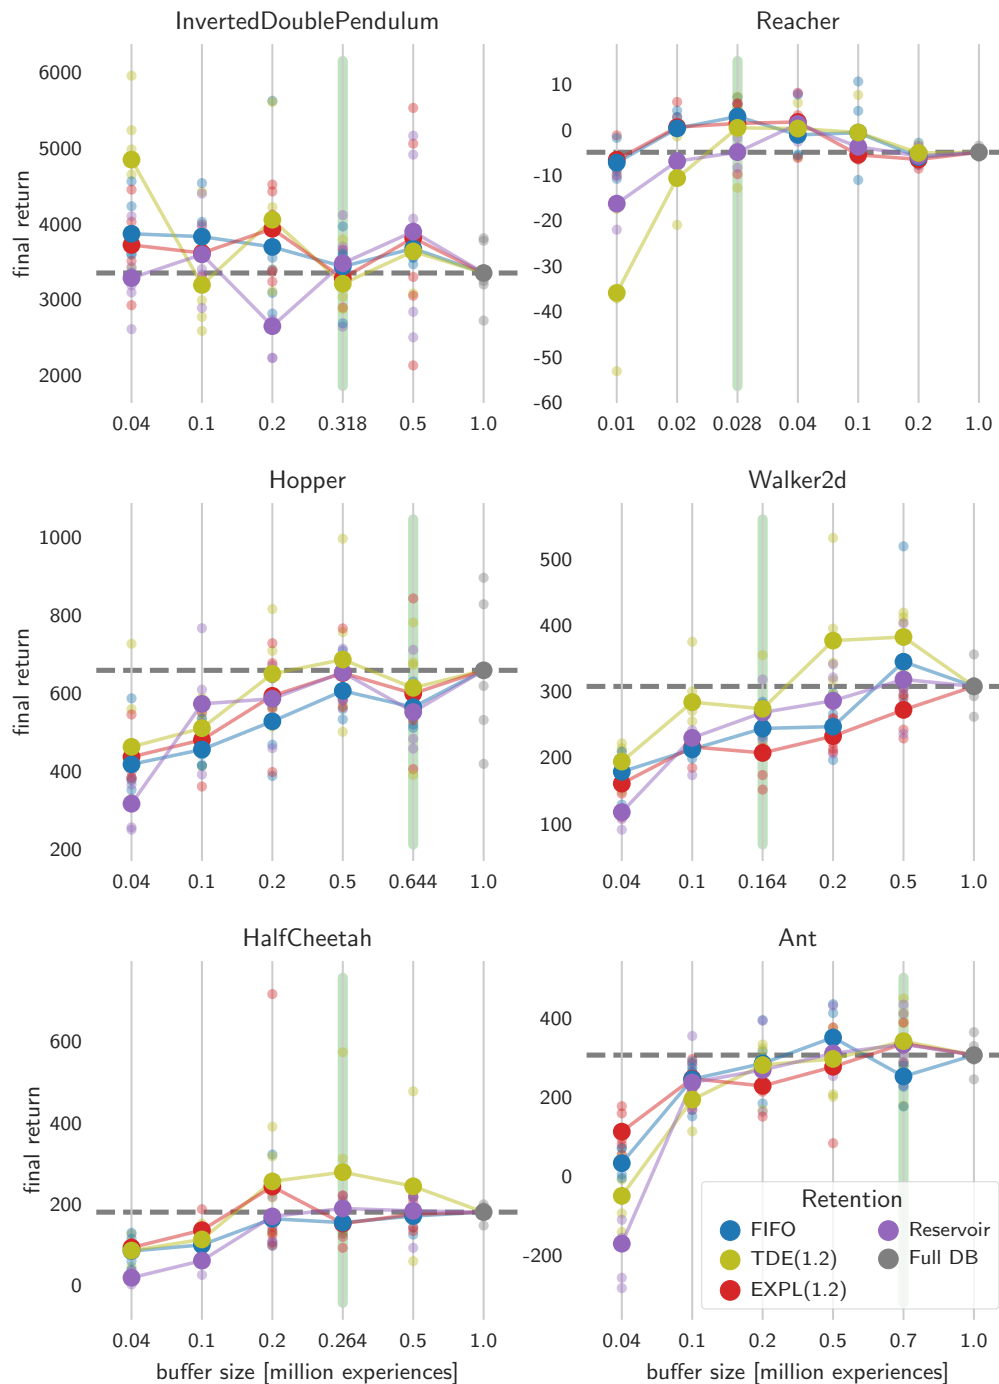 InvertedDoublePendulum
Reacher
final return
6000
5000
4000
3000
2000
0.04 0.1 0.2 0.318 0.5 1.0
10
0
-10
-20
-30
-40
-50
-60
0.01 0.02 0.028 0.04 0.1 0.2 1.0
Hopper
Walker2d
final return
1000
800
600
400
200
0.04 0.1 0.2 0.5 0.644 1.0
500
400
300
200
100
0.04 0.1 0.164 0.2 0.5 1.0
HalfCheetah
Ant
final return
600
400
200
0
0.04 0.1 0.2 0.264 0.5 1.0
buffer size [million experiences]
400
200
0
-200
0.04 0.1 0.2 0.5 0.7 1.0
buffer size [million experiences]
Retention
FIFO
TDE(1.2)
EXPL(1.2)
Reservoir
Full DB